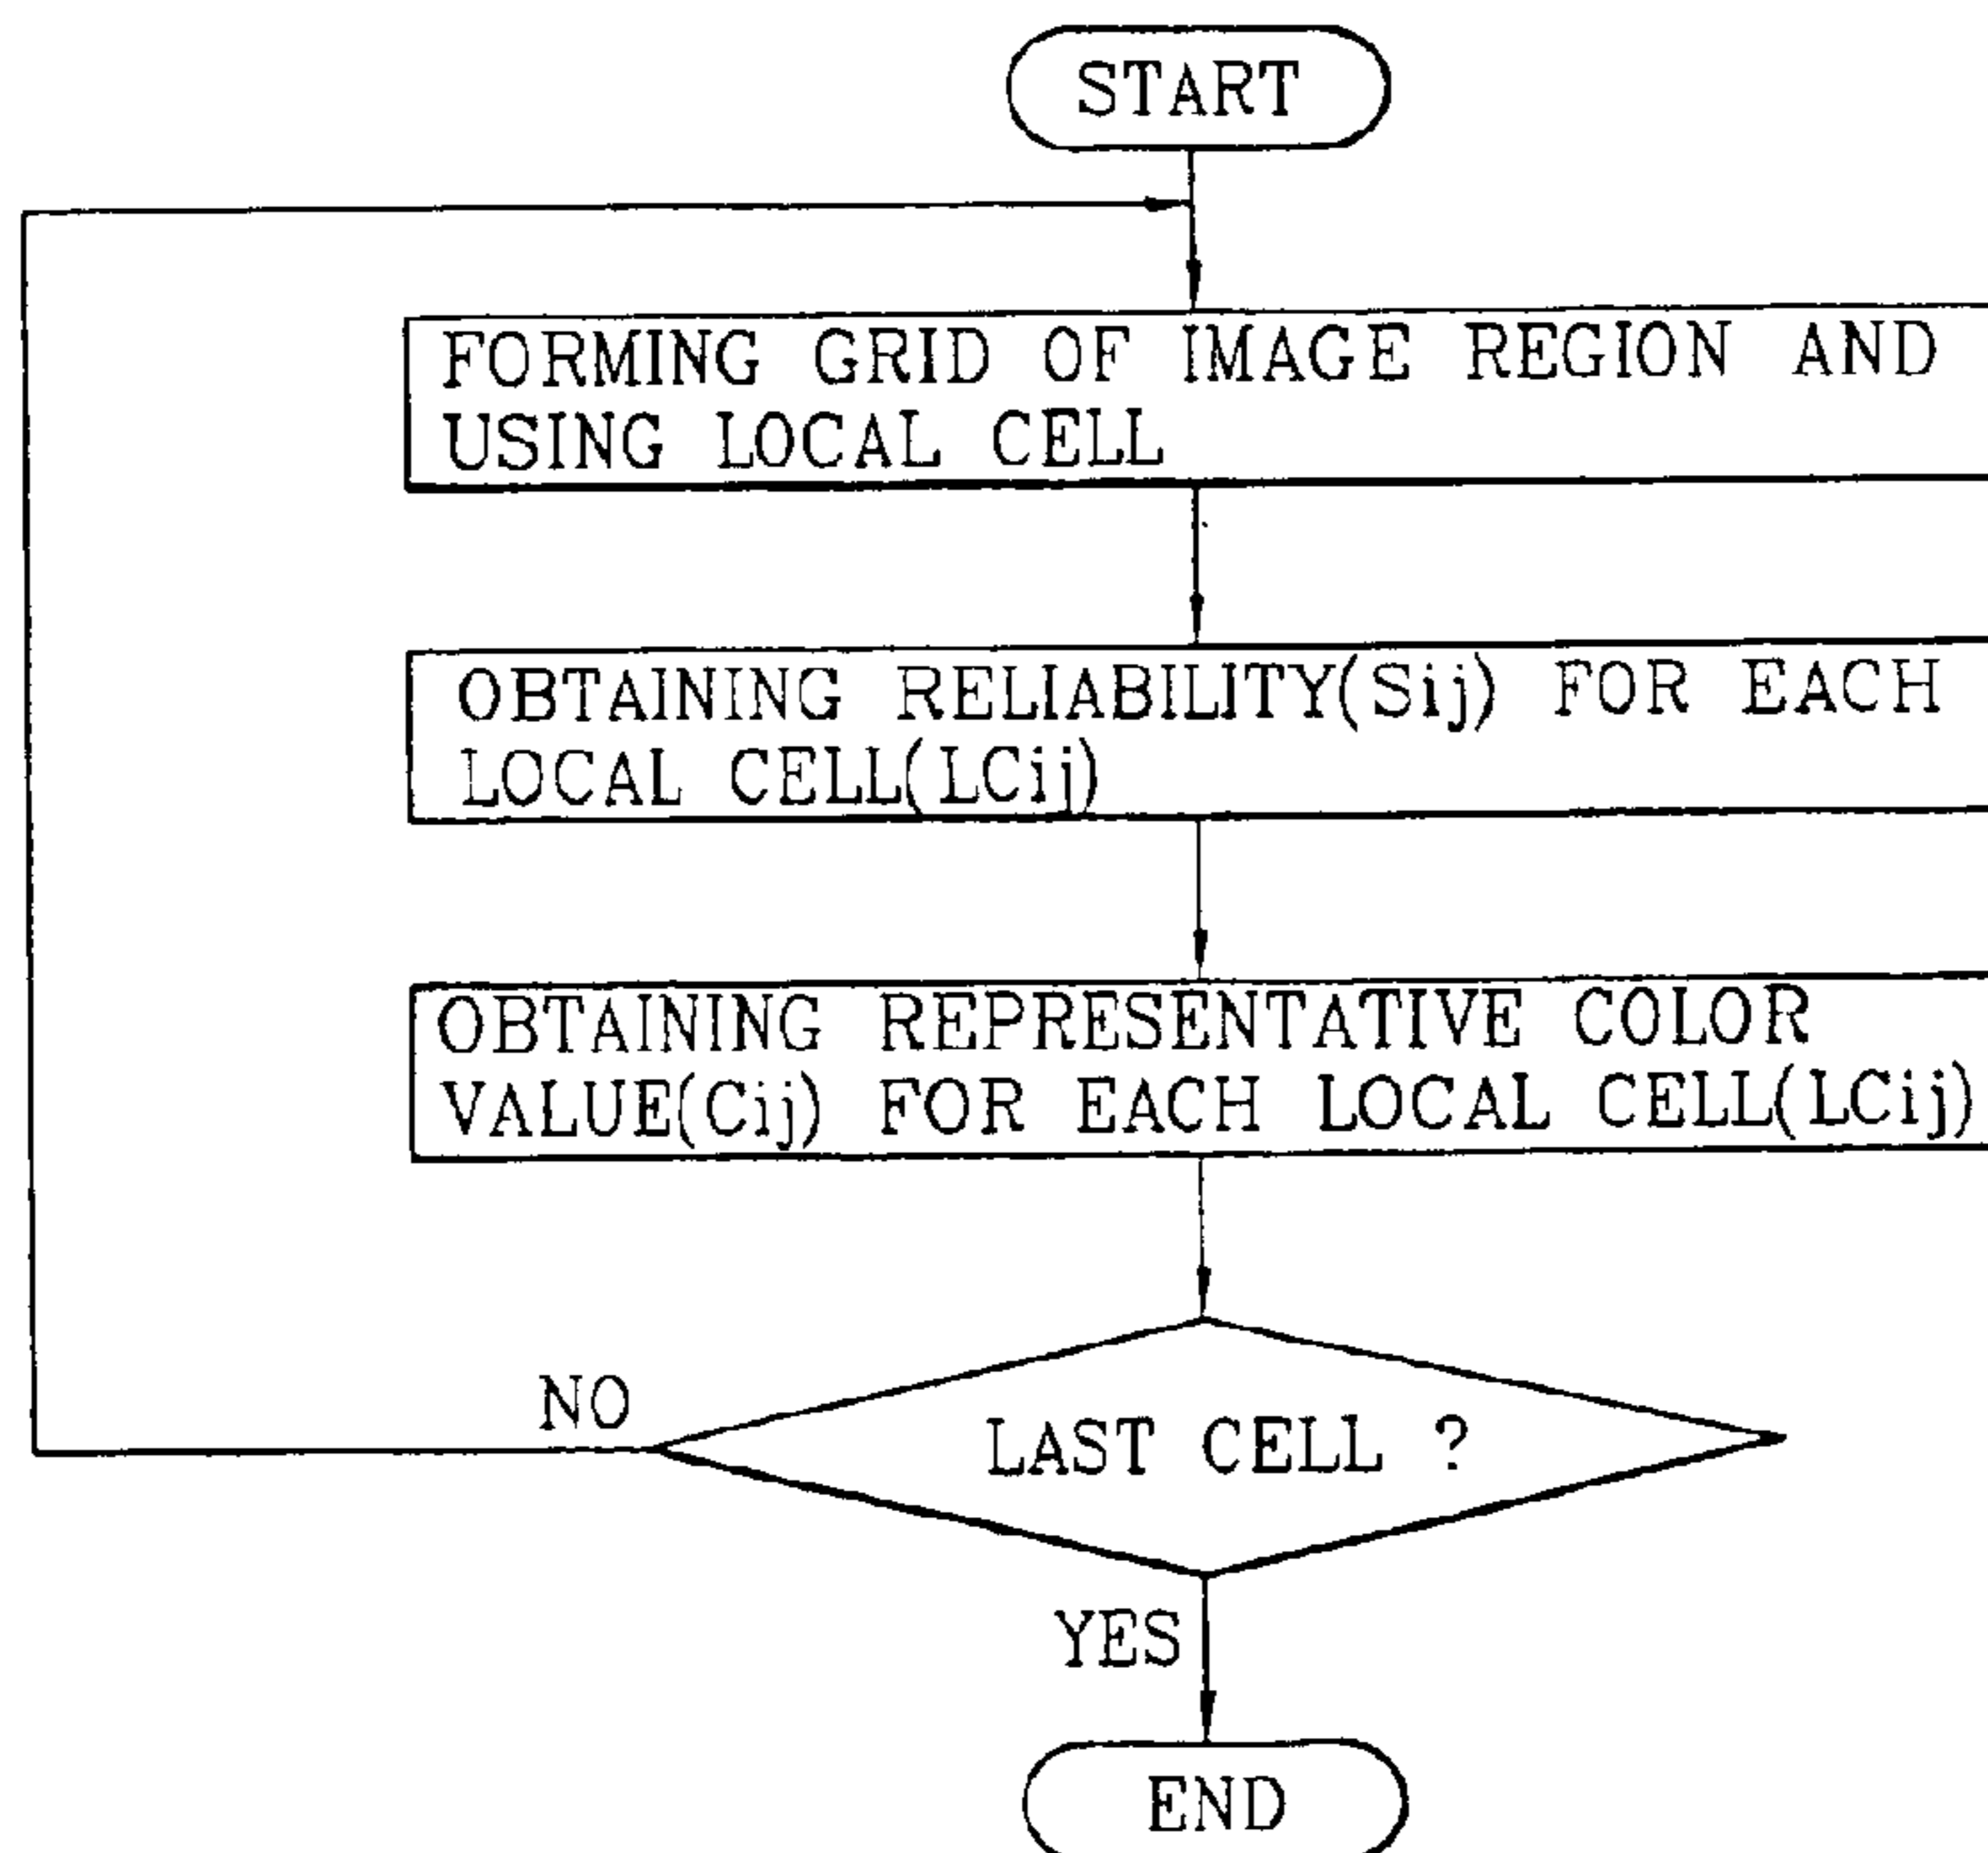 START
FORMING GRID OF IMAGE REGION AND
USING LOCAL CELL
OBTAINING RELIABILITY(Sij) FOR EACH
LOCAL CELL(LCij)
OBTAINING REPRESENTATIVE COLOR
VALUE(Cij) FOR EACH LOCAL CELL(LCij)
NO
LAST CELL ?
YES
END